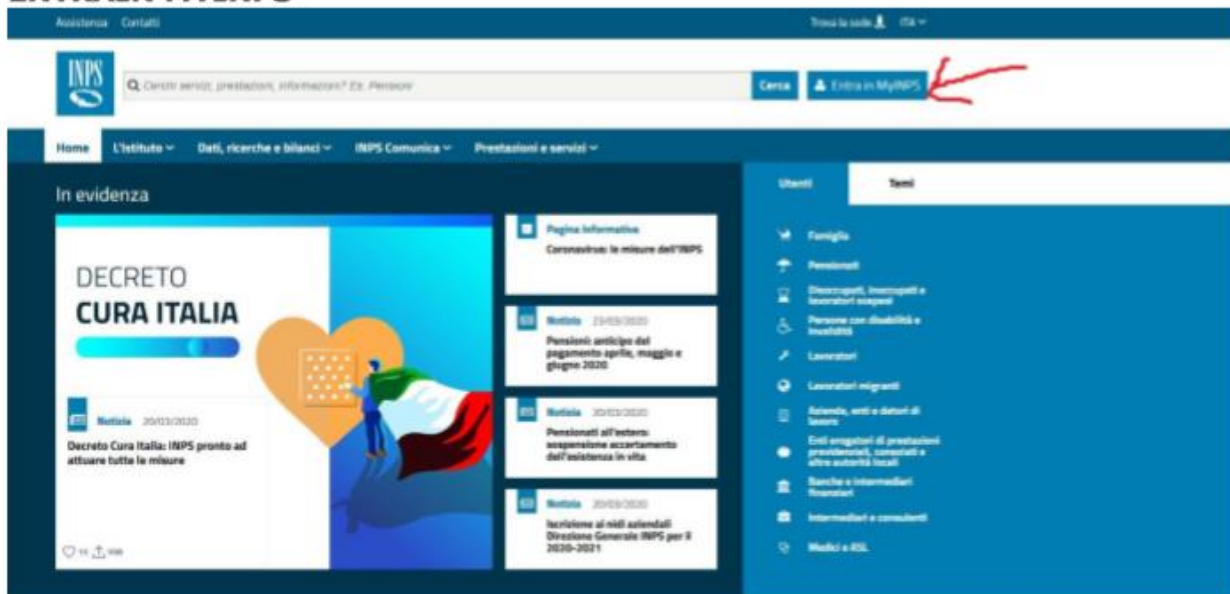 Assistenza Contatti
Trova la sede ITA
INPS
Cerchi servizi, prestazioni, informazioni? Es. Pensioni
Cerca
Entra in MyINPS
Home L'Istituto Dati, ricerche e bilanci INPS Comunica Prestazioni e servizi
In evidenza
DECRETO
CURA ITALIA
Notizia 20/03/2020
Decreto Cura Italia: INPS pronto ad
attuare tutte le misure
Pagina Informativa
Coronavirus: le misure dell'INPS
Notizia 23/03/2020
Pensioni: anticipo del
pagamento aprile, maggio e
giugno 2020
Notizia 20/03/2020
Pensionati all'estero:
sospensione accertamento
dell'esistenza in vita
Notizia 20/03/2020
Iscrizione ai nidi aziendali
Direzione Generale INPS per il
2020-2021
Utenti Temi
Famiglia
Pensionati
Disoccupati, inoccupati e
lavoratori sospesi
Persone con disabilità e
invalidità
Lavoratori
Lavoratori migranti
Aziende, enti e datori di
lavoro
Enti erogatori di prestazioni
previdenziali, consolati e
altre autorità locali
Banche e intermediari
finanziari
Intermediari e consulenti
Medici e ASL